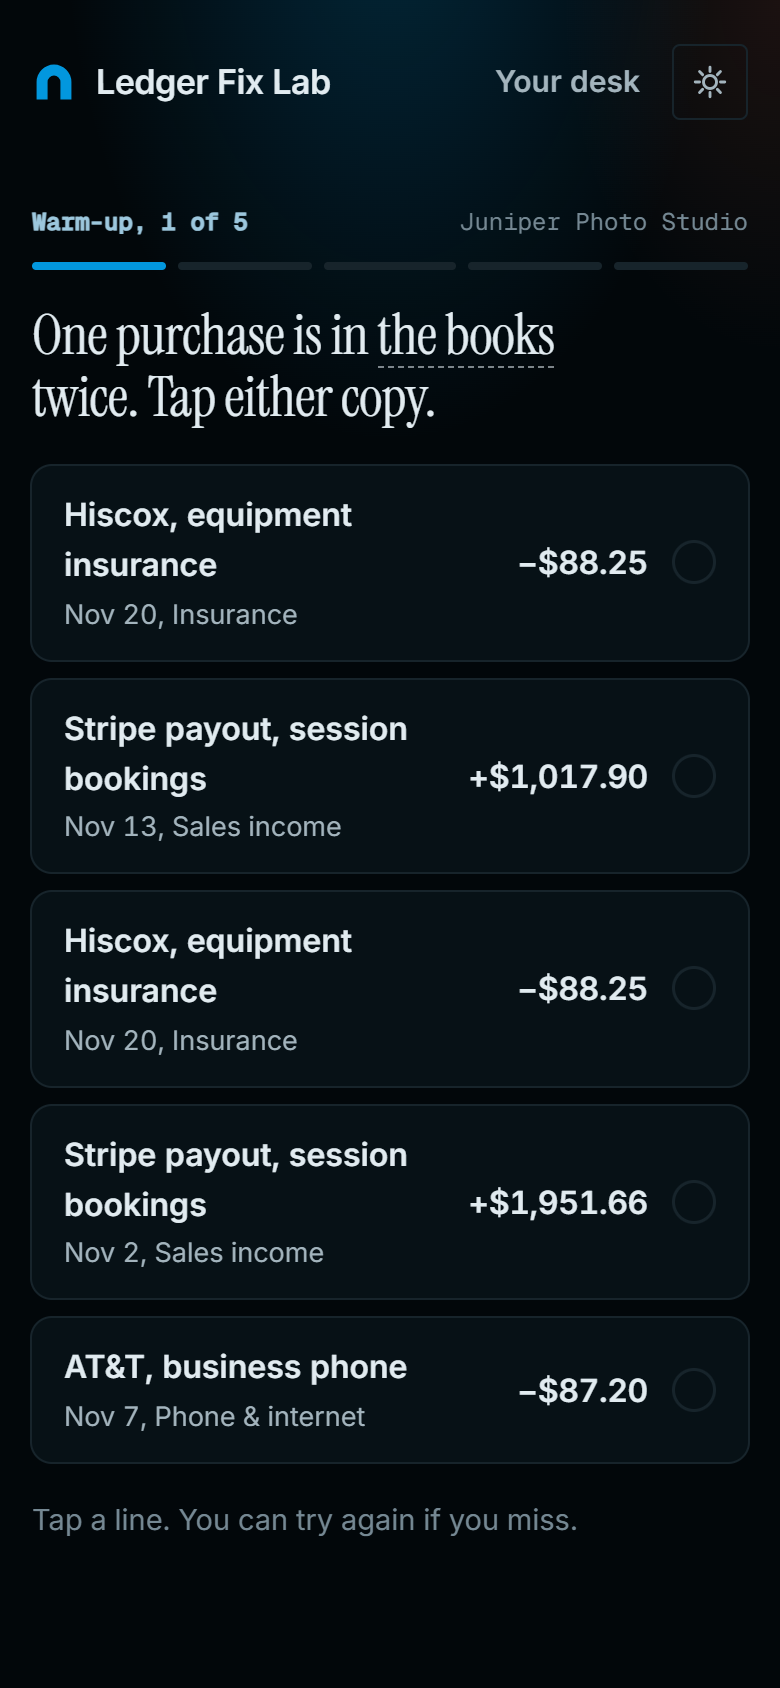 Ledger Fix Lab
Your desk
Warm-up, 1 of 5
Juniper Photo Studio
One purchase is in the books
twice. Tap either copy.
Hiscox, equipment
insurance
−$88.25
Nov 20, Insurance
Stripe payout, session
bookings
+$1,017.90
Nov 13, Sales income
Hiscox, equipment
insurance
−$88.25
Nov 20, Insurance
Stripe payout, session
bookings
+$1,951.66
Nov 2, Sales income
AT&T, business phone
−$87.20
Nov 7, Phone & internet
Tap a line. You can try again if you miss.